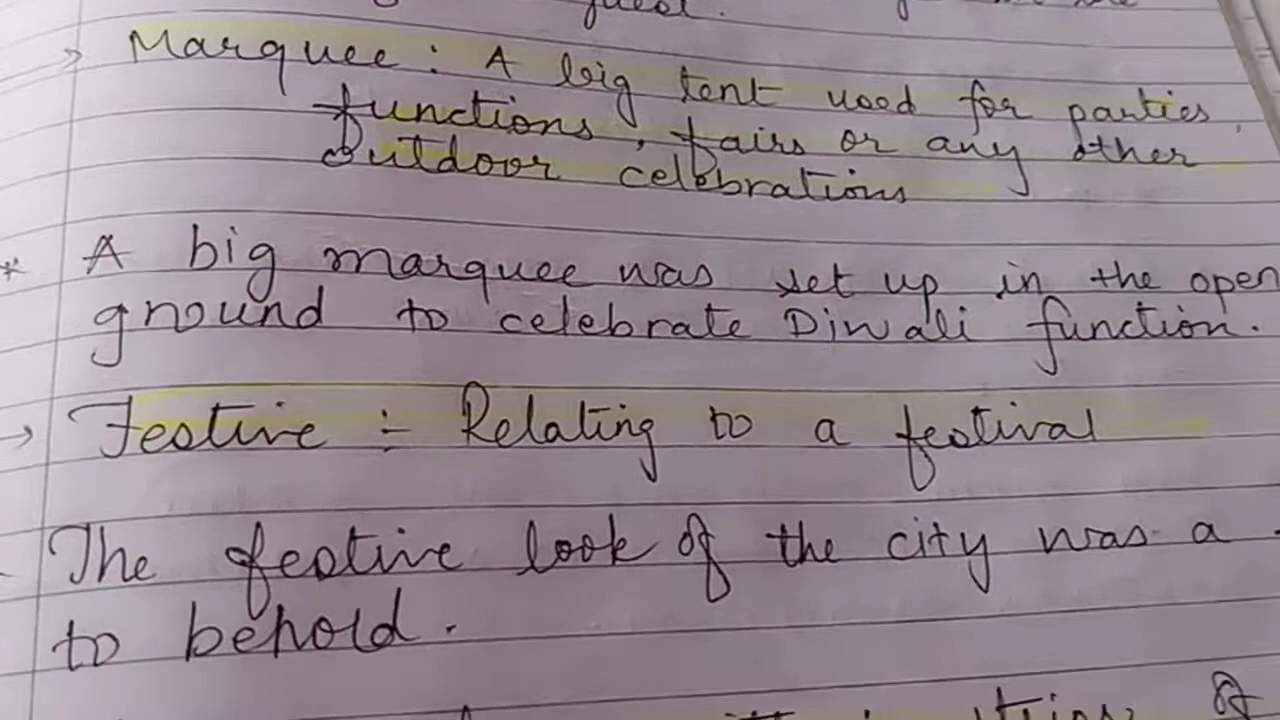 guest.
Marquee : A big tent used for parties,
functions, fairs or any other
outdoor celebrations
* A big marquee was set up in the open
ground to celebrate Diwali function.
→ Festive :- Relating to a festival
The festive look of the city was a
to behold.